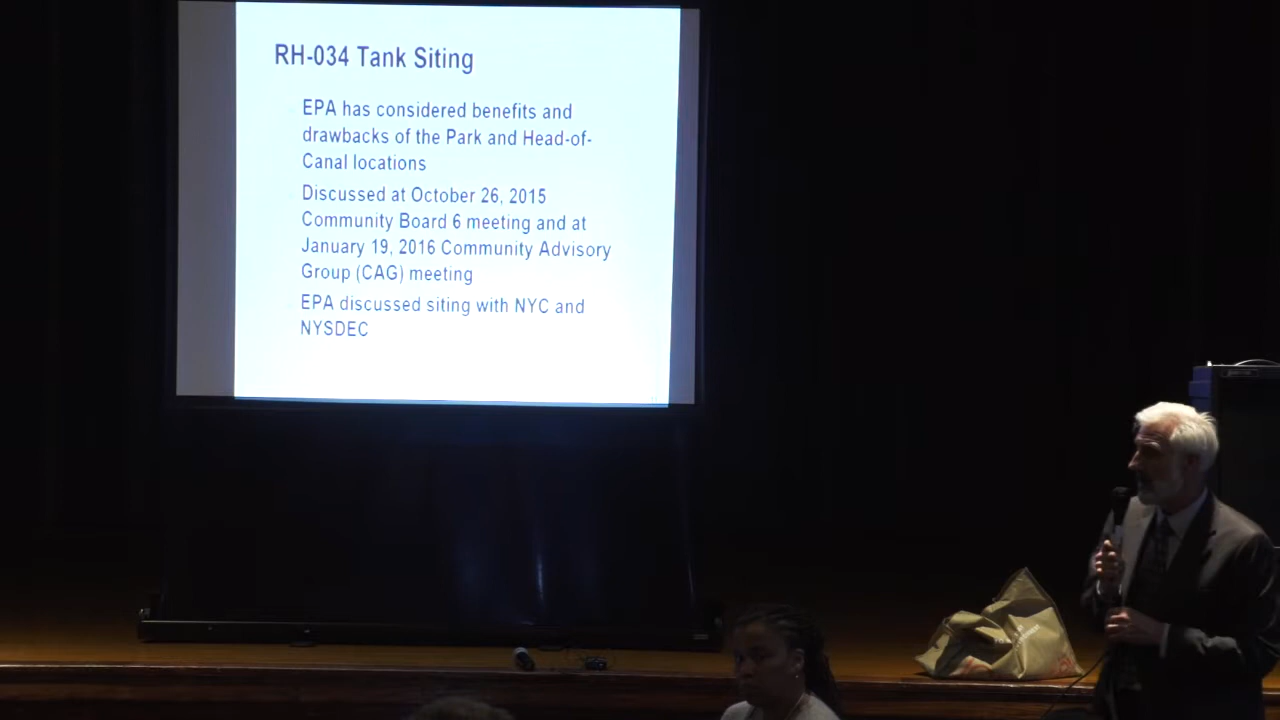 RH-034 Tank Siting
EPA has considered benefits and
drawbacks of the Park and Head-of-
Canal locations
Discussed at October 26, 2015
Community Board 6 meeting and at
January 19, 2016 Community Advisory
Group (CAG) meeting
EPA discussed siting with NYC and
NYSDEC